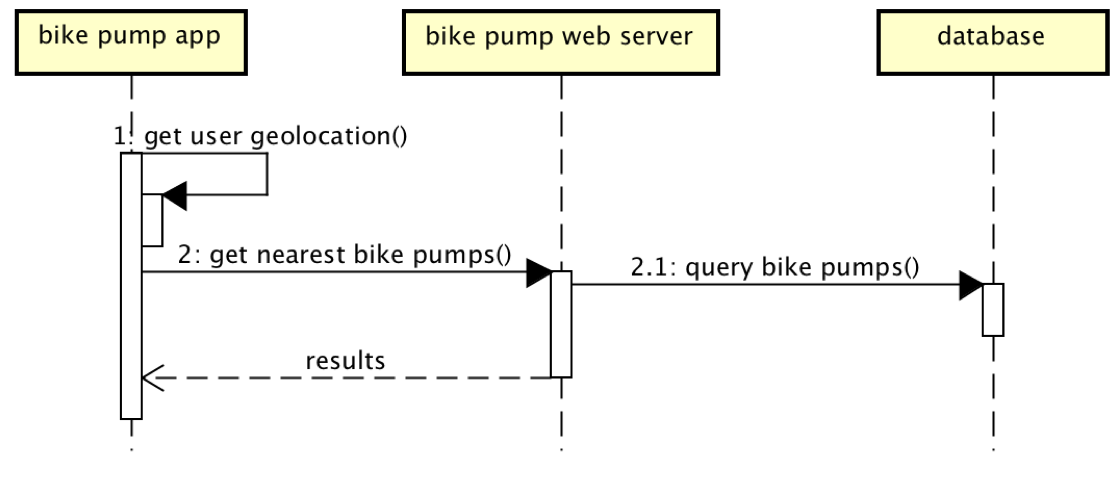 bike pump app
bike pump web server
database
1: get user geolocation()
2: get nearest bike pumps()
2.1: query bike pumps()
results